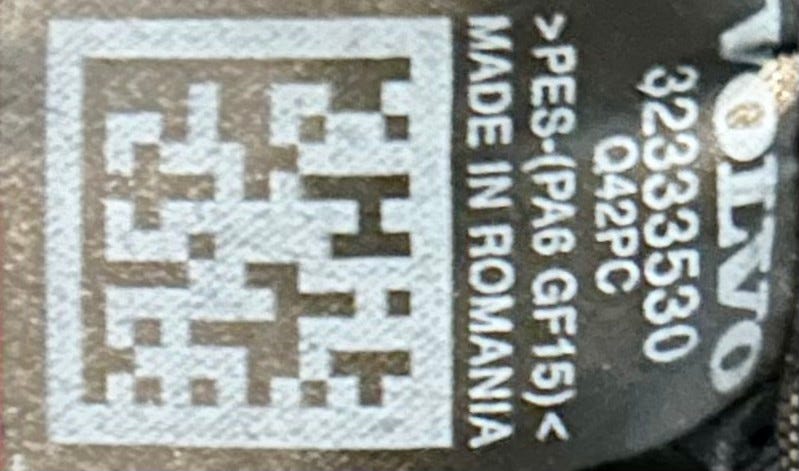 VOLVO
32333530
Q42PC
>PES-(PA6 GF15)<
MADE IN ROMANIA